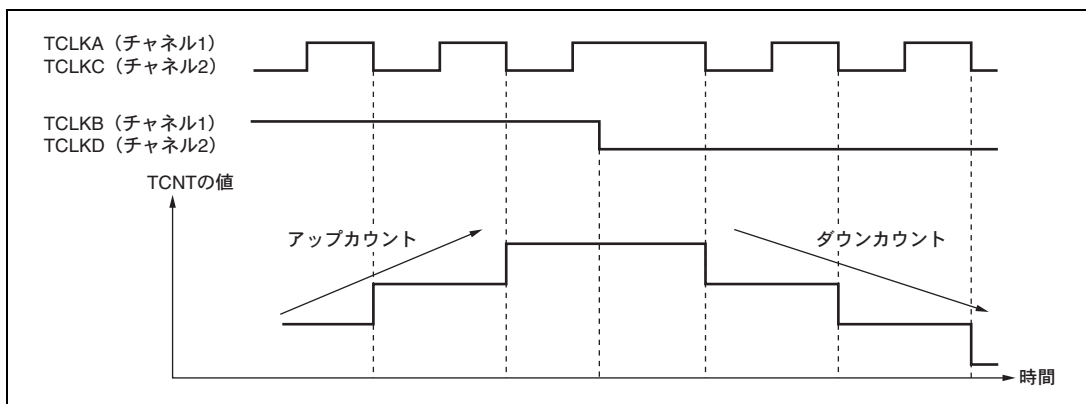 TCLKA（チャネル1）
TCLKC（チャネル2）
TCLKB（チャネル1）
TCLKD（チャネル2）
TCNTの値
アップカウント
ダウンカウント
時間